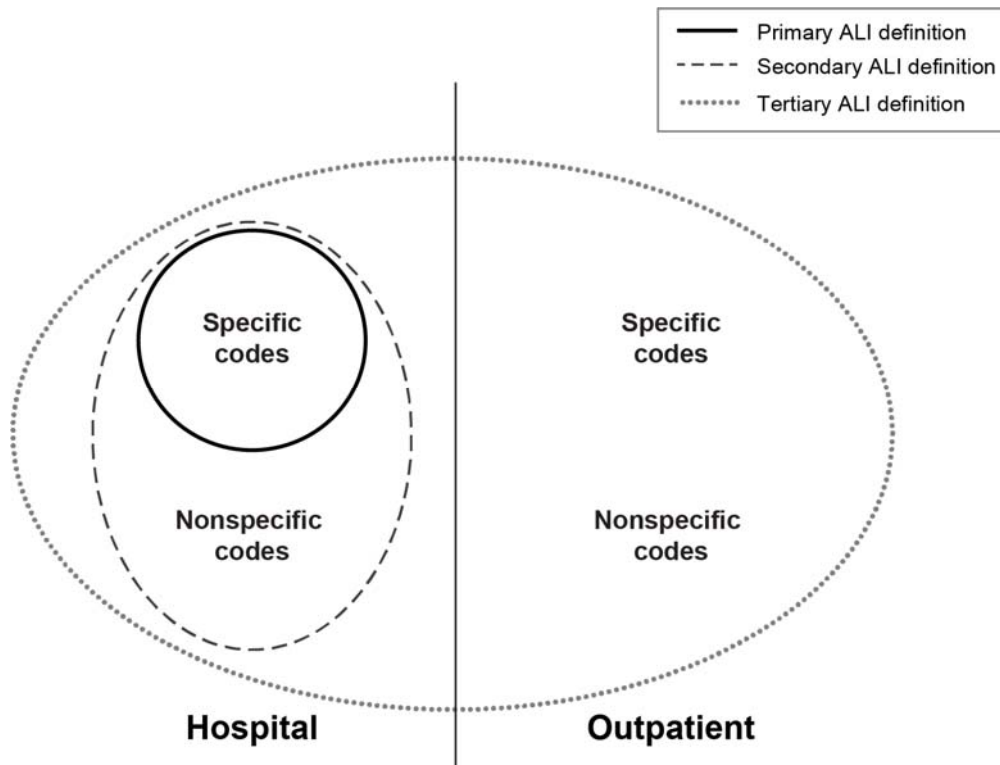 Primary ALI definition
Secondary ALI definition
Tertiary ALI definition
Specific
codes
Specific
codes
Nonspecific
codes
Nonspecific
codes
Hospital
Outpatient